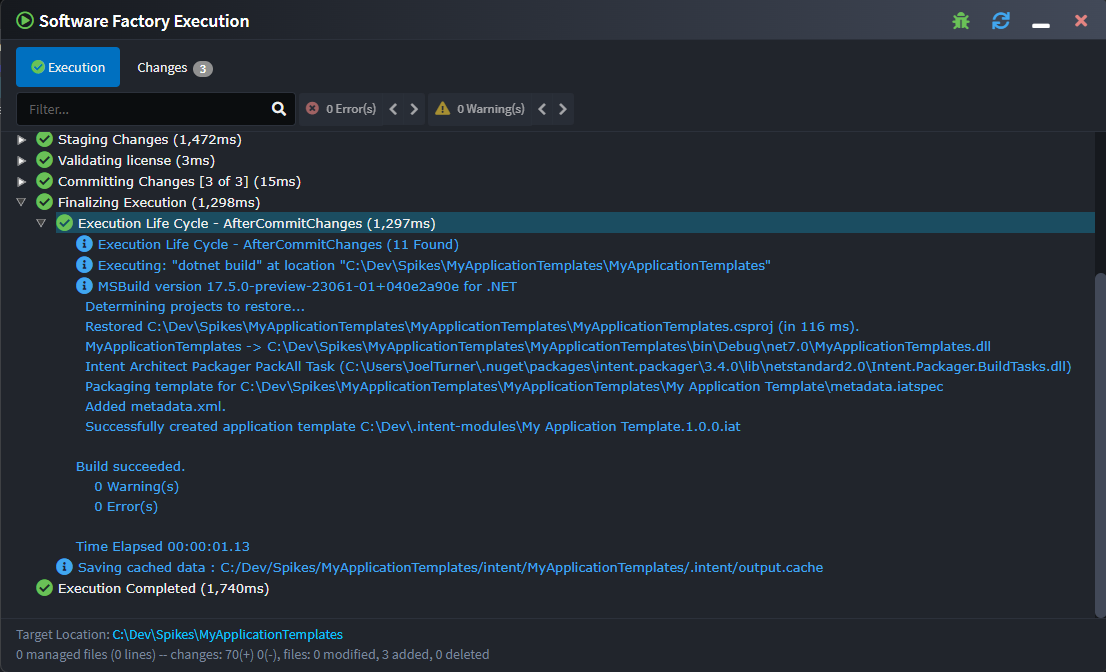 Software Factory Execution
Execution
Changes 3
Filter...
0 Error(s)
0 Warning(s)
Staging Changes (1,472ms)
Validating license (3ms)
Committing Changes [3 of 3] (15ms)
Finalizing Execution (1,298ms)
Execution Life Cycle - AfterCommitChanges (1,297ms)
Execution Life Cycle - AfterCommitChanges (11 Found)
Executing: "dotnet build" at location "C:\Dev\Spikes\MyApplicationTemplates\MyApplicationTemplates"
MSBuild version 17.5.0-preview-23061-01+040e2a90e for .NET
Determining projects to restore...
Restored C:\Dev\Spikes\MyApplicationTemplates\MyApplicationTemplates\MyApplicationTemplates.csproj (in 116 ms).
MyApplicationTemplates -> C:\Dev\Spikes\MyApplicationTemplates\MyApplicationTemplates\bin\Debug\net7.0\MyApplicationTemplates.dll
Intent Architect Packager PackAll Task (C:\Users\JoelTurner\.nuget\packages\intent.packager\3.4.0\lib\netstandard2.0\Intent.Packager.BuildTasks.dll)
Packaging template for C:\Dev\Spikes\MyApplicationTemplates\MyApplicationTemplates\My Application Template\metadata.iatspec
Added metadata.xml.
Successfully created application template C:\Dev\.intent-modules\My Application Template.1.0.0.iat
Build succeeded.
0 Warning(s)
0 Error(s)
Time Elapsed 00:00:01.13
Saving cached data : C:/Dev/Spikes/MyApplicationTemplates/intent/MyApplicationTemplates/.intent/output.cache
Execution Completed (1,740ms)
Target Location: C:\Dev\Spikes\MyApplicationTemplates
0 managed files (0 lines) -- changes: 70(+) 0(-), files: 0 modified, 3 added, 0 deleted